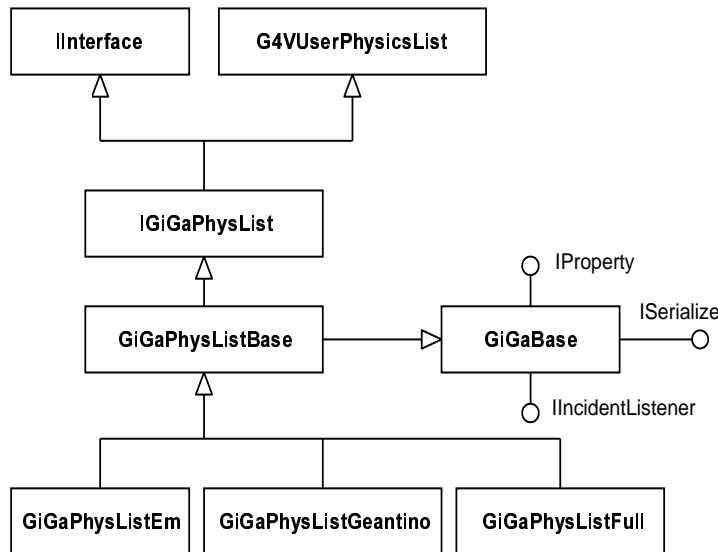 IInterface
G4VUserPhysicsList
IGiGaPhysList
IProperty
ISerialize
GiGaPhysListBase
GiGaBase
IIncidentListener
GiGaPhysListEm
GiGaPhysListGeantino
GiGaPhysListFull